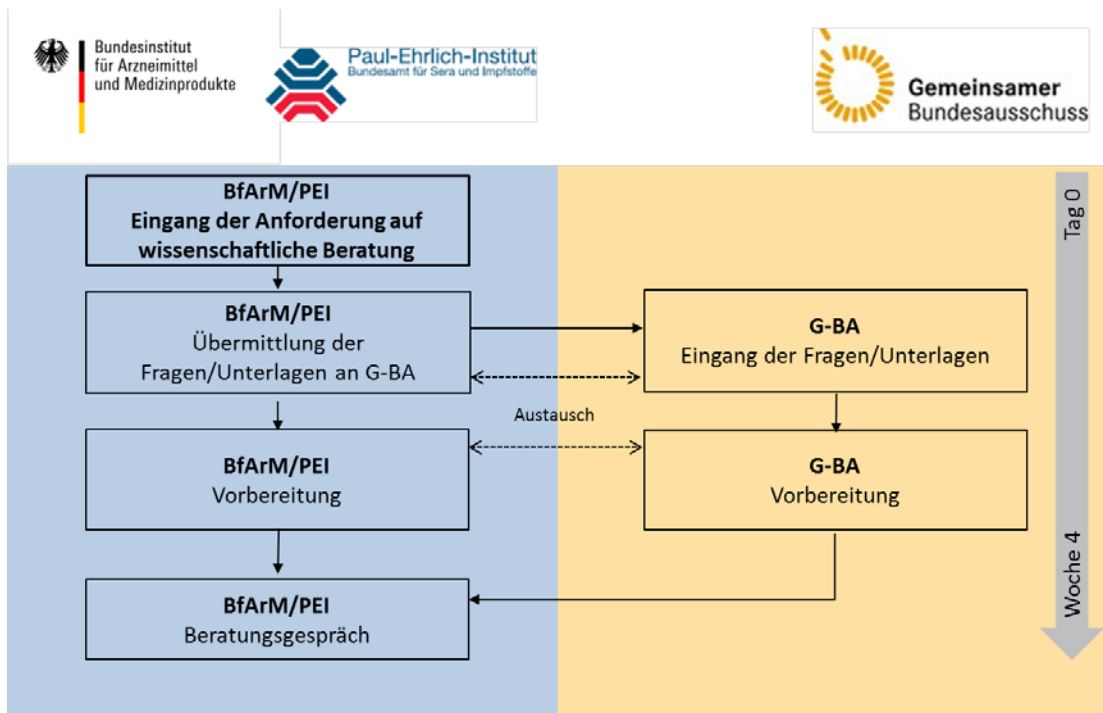 Bundesinstitut
für Arzneimittel
und Medizinprodukte
Paul-Ehrlich-Institut
Bundesamt für Sera und Impfstoffe
Gemeinsamer
Bundesausschuss
BfArM/PEI
Eingang der Anforderung auf
wissenschaftliche Beratung
Tag 0
BfArM/PEI
Übermittlung der
Fragen/Unterlagen an G-BA
G-BA
Eingang der Fragen/Unterlagen
Austausch
BfArM/PEI
Vorbereitung
G-BA
Vorbereitung
Woche 4
BfArM/PEI
Beratungsgespräch